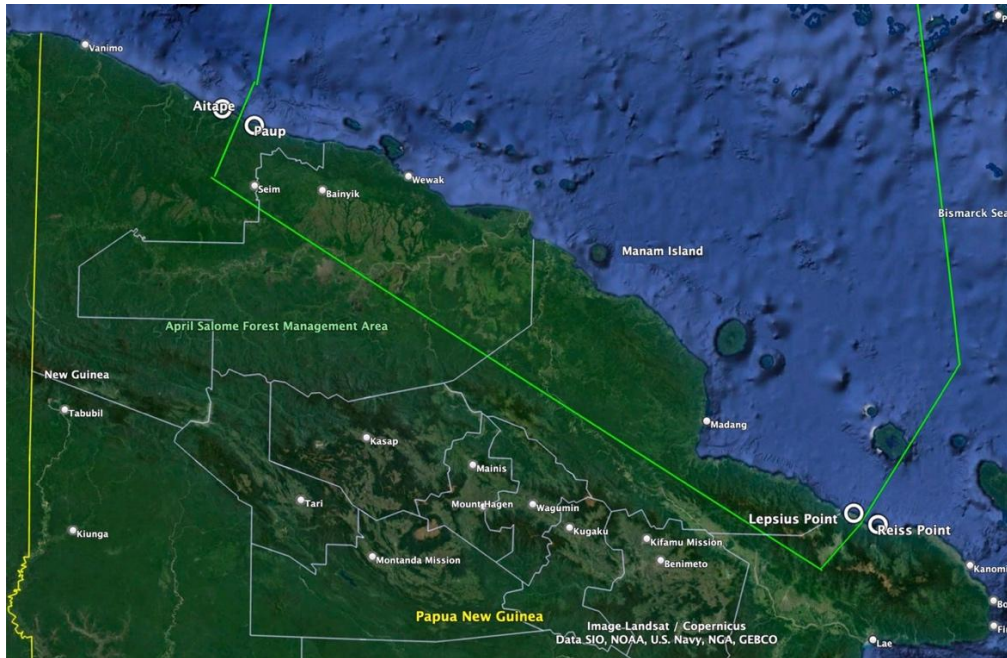 Vanimo
Aitape
Paup
Seim
Bainyik
Wewak
Bismarck Sea
Manam Island
April Salome Forest Management Area
New Guinea
Tabubil
Madang
Kasap
Mainis
Tari
Mount Hagen
Wagumin
Lepsius Point
Reiss Point
Kiunga
Kugaku
Kifamu Mission
Montanda Mission
Benimeto
Kanomi
Papua New Guinea
Image Landsat / Copernicus
Data SIO, NOAA, U.S. Navy, NGA, GEBCO
Lae